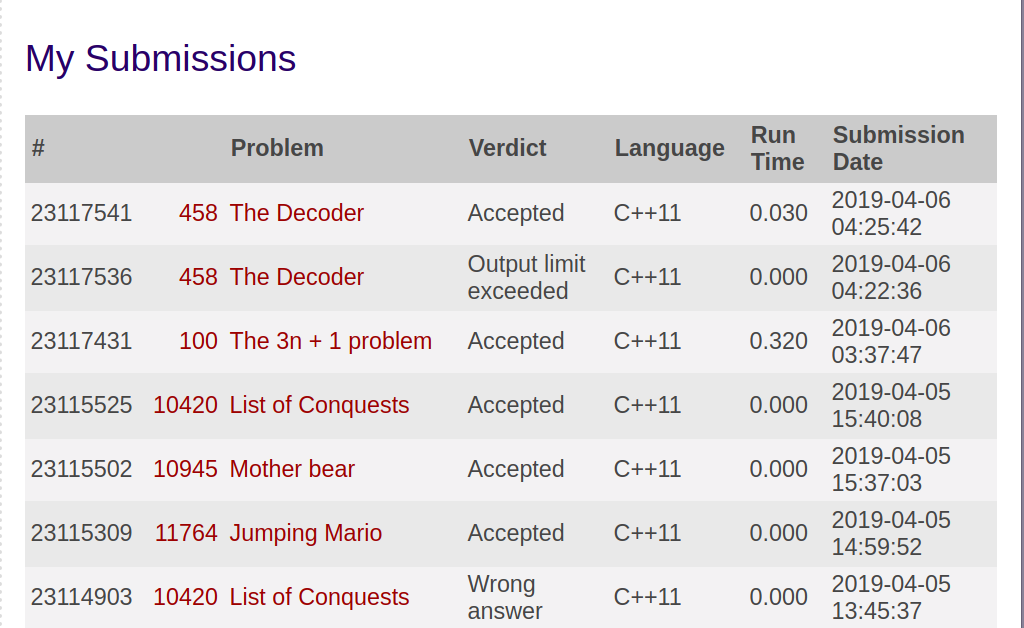 My Submissions
# Problem Verdict Language Run Time Submission Date
23117541 458 The Decoder Accepted C++11 0.030 2019-04-06 04:25:42
23117536 458 The Decoder Output limit exceeded C++11 0.000 2019-04-06 04:22:36
23117431 100 The 3n + 1 problem Accepted C++11 0.320 2019-04-06 03:37:47
23115525 10420 List of Conquests Accepted C++11 0.000 2019-04-05 15:40:08
23115502 10945 Mother bear Accepted C++11 0.000 2019-04-05 15:37:03
23115309 11764 Jumping Mario Accepted C++11 0.000 2019-04-05 14:59:52
23114903 10420 List of Conquests Wrong answer C++11 0.000 2019-04-05 13:45:37